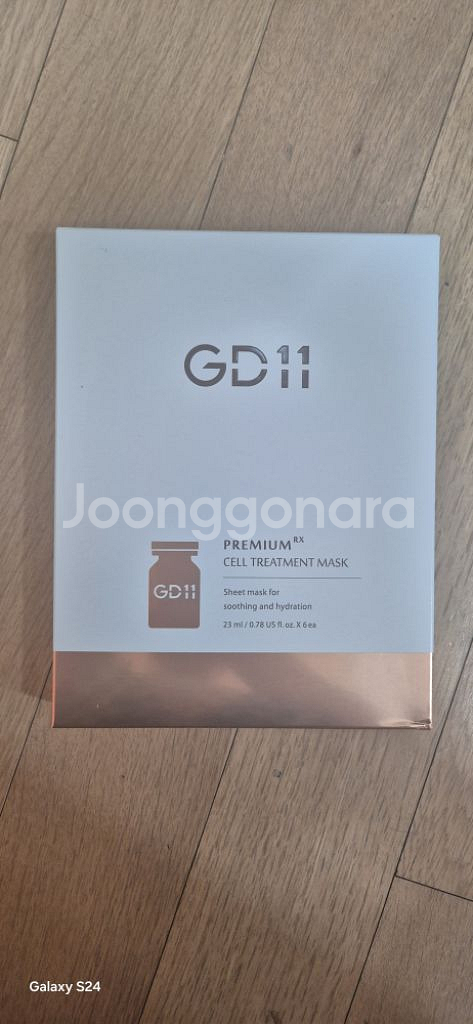 GD11
Joonggonara
PREMIUM RX
CELL TREATMENT MASK
GD11
Sheet mask for
soothing and hydration
23 ml / 0.78 US fl. oz. X 6 ea
Galaxy S24